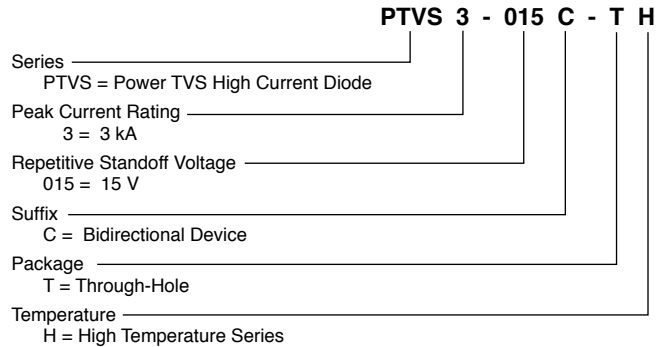 PTVS 3 - 015 C - T H
Series
PTVS = Power TVS High Current Diode
Peak Current Rating
3 = 3 kA
Repetitive Standoff Voltage
015 = 15 V
Suffix
C = Bidirectional Device
Package
T = Through-Hole
Temperature
H = High Temperature Series